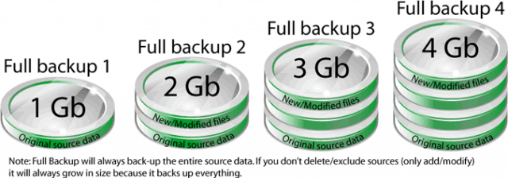 Full backup 1
1 Gb
Original source data
Full backup 2
2 Gb
New/Modified files
Original source data
Full backup 3
3 Gb
New/Modified files
Original source data
Full backup 4
4 Gb
New/Modified files
Original source data
Note: Full Backup will always back-up the entire source data. If you don't delete/exclude sources (only add/modify)
it will always grow in size because it backs up everything.